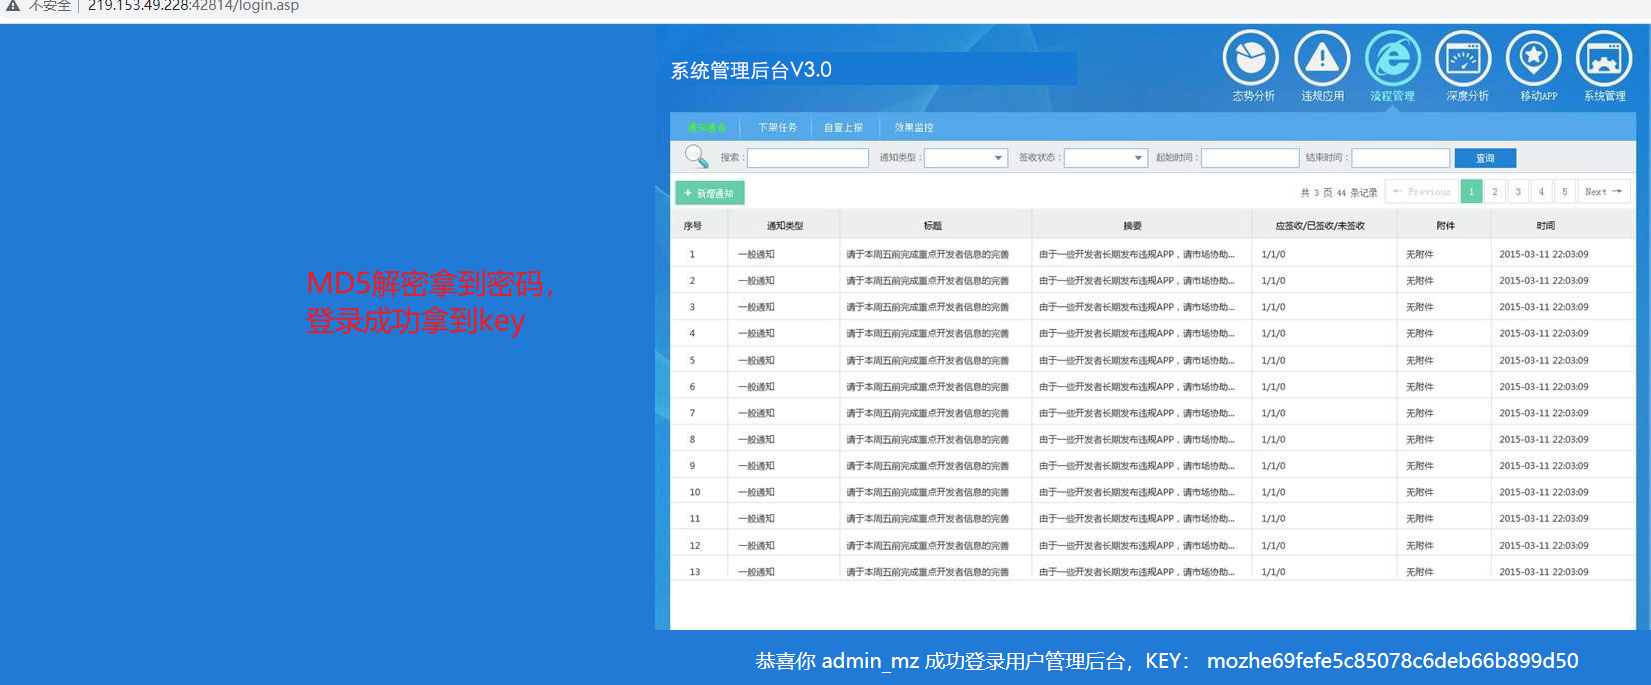 不安全 | 219.153.49.228:42814/login.asp
系统管理后台V3.0
态势分析 违规应用 流程管理 深度分析 移动APP 系统管理
通知通告 下架任务 自查上报 效果监控
搜索: 通知类型: 签收状态: 起始时间: 结束时间: 查询
+ 新增通知 共 3 页 44 条记录 ← Previous 1 2 3 4 5 Next →
序号 通知类型 标题 摘要 应签收/已签收/未签收 附件 时间
1 一般通知 请于本周五前完成重点开发者信息的完善 由于一些开发者长期发布违规APP，请市场协助... 1/1/0 无附件 2015-03-11 22:03:09
2 一般通知 请于本周五前完成重点开发者信息的完善 由于一些开发者长期发布违规APP，请市场协助... 1/1/0 无附件 2015-03-11 22:03:09
3 一般通知 请于本周五前完成重点开发者信息的完善 由于一些开发者长期发布违规APP，请市场协助... 1/1/0 无附件 2015-03-11 22:03:09
MD5解密拿到密码，
登录成功拿到key
4 一般通知 请于本周五前完成重点开发者信息的完善 由于一些开发者长期发布违规APP，请市场协助... 1/1/0 无附件 2015-03-11 22:03:09
5 一般通知 请于本周五前完成重点开发者信息的完善 由于一些开发者长期发布违规APP，请市场协助... 1/1/0 无附件 2015-03-11 22:03:09
6 一般通知 请于本周五前完成重点开发者信息的完善 由于一些开发者长期发布违规APP，请市场协助... 1/1/0 无附件 2015-03-11 22:03:09
7 一般通知 请于本周五前完成重点开发者信息的完善 由于一些开发者长期发布违规APP，请市场协助... 1/1/0 无附件 2015-03-11 22:03:09
8 一般通知 请于本周五前完成重点开发者信息的完善 由于一些开发者长期发布违规APP，请市场协助... 1/1/0 无附件 2015-03-11 22:03:09
9 一般通知 请于本周五前完成重点开发者信息的完善 由于一些开发者长期发布违规APP，请市场协助... 1/1/0 无附件 2015-03-11 22:03:09
10 一般通知 请于本周五前完成重点开发者信息的完善 由于一些开发者长期发布违规APP，请市场协助... 1/1/0 无附件 2015-03-11 22:03:09
11 一般通知 请于本周五前完成重点开发者信息的完善 由于一些开发者长期发布违规APP，请市场协助... 1/1/0 无附件 2015-03-11 22:03:09
12 一般通知 请于本周五前完成重点开发者信息的完善 由于一些开发者长期发布违规APP，请市场协助... 1/1/0 无附件 2015-03-11 22:03:09
13 一般通知 请于本周五前完成重点开发者信息的完善 由于一些开发者长期发布违规APP，请市场协助... 1/1/0 无附件 2015-03-11 22:03:09
恭喜你 admin_mz 成功登录用户管理后台，KEY： mozhe69fefe5c85078c6deb66b899d50